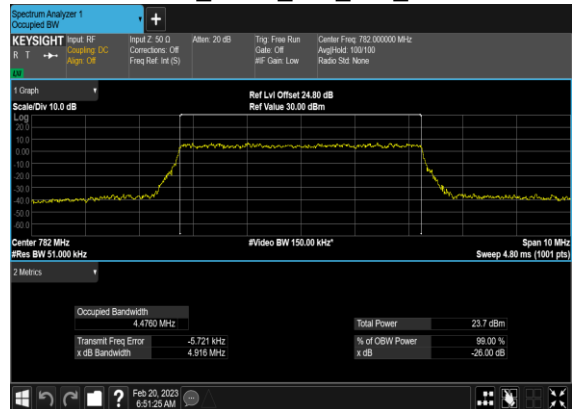 Spectrum Analyzer 1
Occupied BW
+
KEYSIGHT Input: RF Input Z: 50 Ω Atten: 20 dB Trig: Free Run Center Freq: 782.000000 MHz
R T Coupling: DC Corrections: Off Gate: Off Avg|Hold: 100/100
Align: Off Freq Ref: Int (S) #IF Gain: Low Radio Std: None
LW
1 Graph
Ref Lvl Offset 24.80 dB
Scale/Div 10.0 dB Ref Value 30.00 dBm
Log
20.0
10.0
0.00
-10.0
-20.0
-30.0
-40.0
-50.0
-60.0
Center 782 MHz #Video BW 150.00 kHz* Span 10 MHz
#Res BW 51.000 kHz Sweep 4.80 ms (1001 pts)
2 Metrics
Occupied Bandwidth
4.4760 MHz Total Power 23.7 dBm
Transmit Freq Error -5.721 kHz % of OBW Power 99.00 %
x dB Bandwidth 4.916 MHz x dB -26.00 dB
? Feb 20, 2023
6:51:25 AM